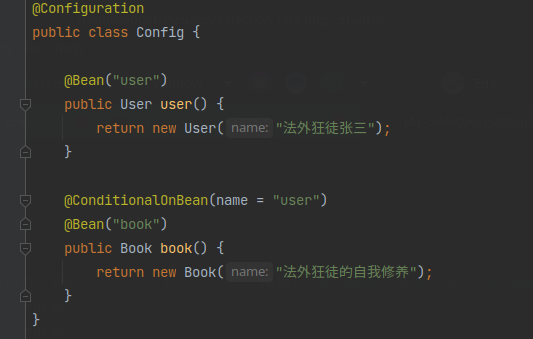 @Configuration
public class Config {
@Bean("user")
public User user() {
return new User( name: "法外狂徒张三");
}
@ConditionalOnBean(name = "user")
@Bean("book")
public Book book() {
return new Book( name: "法外狂徒的自我修养");
}
}